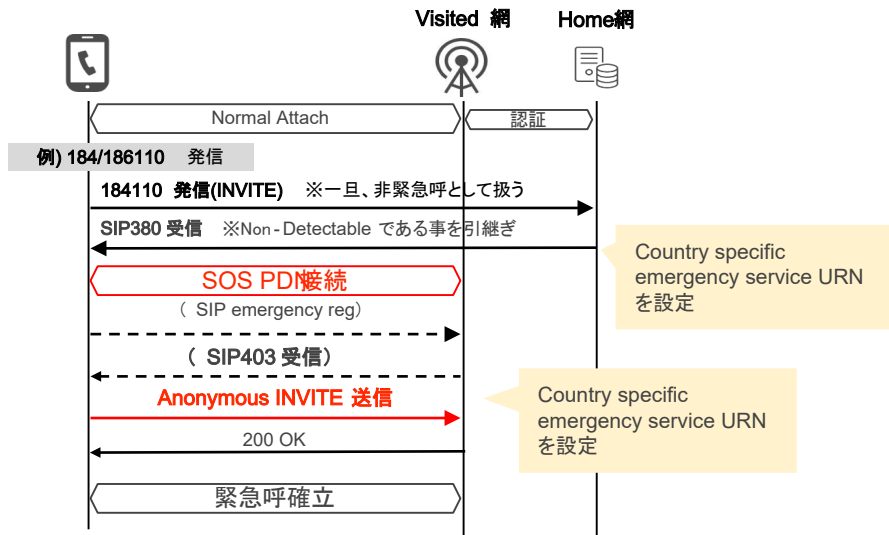 Visited 網
Home網
Normal Attach
認証
例) 184/186110 発信
184110 発信(INVITE) ※一旦、非緊急呼として扱う
SIP380 受信 ※Non-Detectable である事を引継ぎ
Country specific
emergency service URN
を設定
SOS PDN接続
( SIP emergency reg)
( SIP403 受信)
Anonymous INVITE 送信
Country specific
emergency service URN
を設定
200 OK
緊急呼確立